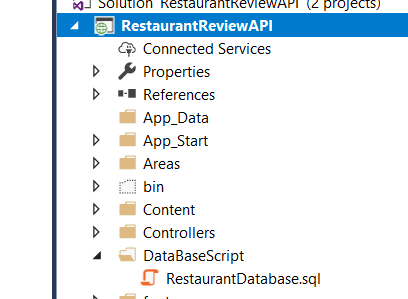 Solution 'RestaurantReviewAPI' (2 projects)
RestaurantReviewAPI
Connected Services
Properties
References
App_Data
App_Start
Areas
bin
Content
Controllers
DataBaseScript
RestaurantDatabase.sql